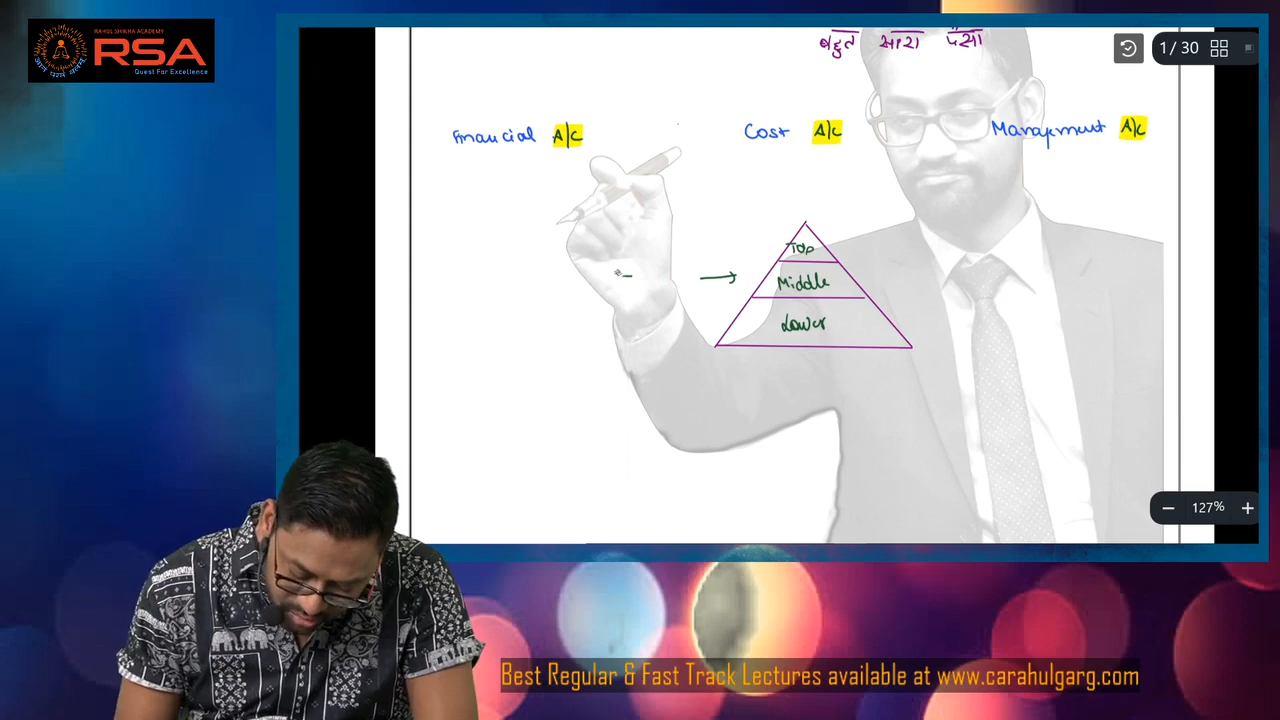 RAHUL SHIKHA ACADEMY
RSA
Quest For Excellence
बहुत सारा पैसा
1/30
Financial A/c
Cost A/c
Management A/c
Top
Middle
Lower
127%
Best Regular & Fast Track Lectures available at www.carahulgarg.com